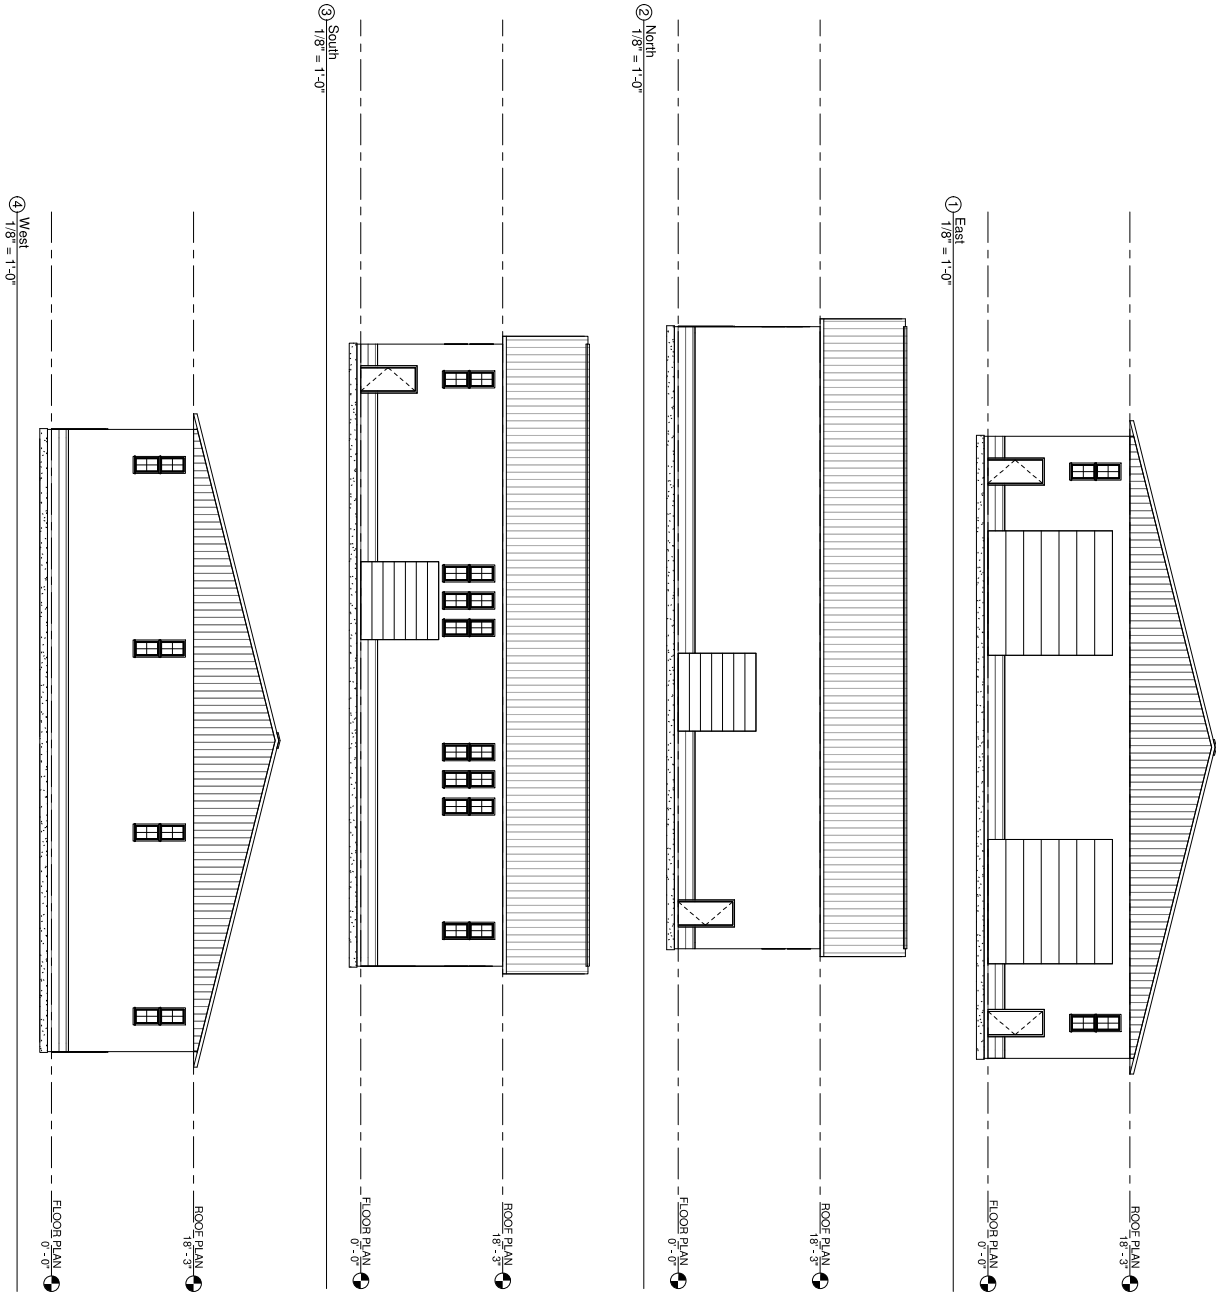 1
East
1/8" = 1'-0"
ROOF PLAN
18' - 3"
FLOOR PLAN
0' - 0"
2
North
1/8" = 1'-0"
ROOF PLAN
18' - 3"
FLOOR PLAN
0' - 0"
3
South
1/8" = 1'-0"
ROOF PLAN
18' - 3"
FLOOR PLAN
0' - 0"
4
West
1/8" = 1'-0"
ROOF PLAN
18' - 3"
FLOOR PLAN
0' - 0"